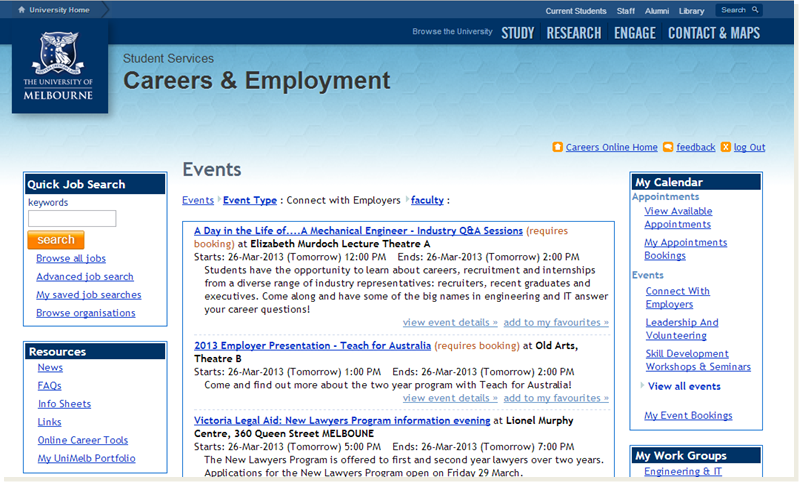 University Home
Current Students Staff Alumni Library Search
Browse the University STUDY RESEARCH ENGAGE CONTACT & MAPS
THE UNIVERSITY OF
MELBOURNE
Student Services
Careers & Employment
Careers Online Home feedback log Out
Quick Job Search
keywords
search
Browse all jobs
Advanced job search
My saved job searches
Browse organisations
Resources
News
FAQs
Info Sheets
Links
Online Career Tools
My UniMelb Portfolio
Events
Events Event Type : Connect with Employers faculty :
A Day in the Life of....A Mechanical Engineer - Industry Q&A Sessions (requires
booking) at Elizabeth Murdoch Lecture Theatre A
Starts: 26-Mar-2013 (Tomorrow) 12:00 PM Ends: 26-Mar-2013 (Tomorrow) 2:00 PM
Students have the opportunity to learn about careers, recruitment and internships
from a diverse range of industry representatives: recruiters, recent graduates and
executives. Come along and have some of the big names in engineering and IT answer
your career questions!
view event details » add to my favourites »
2013 Employer Presentation - Teach for Australia (requires booking) at Old Arts,
Theatre B
Starts: 26-Mar-2013 (Tomorrow) 1:00 PM Ends: 26-Mar-2013 (Tomorrow) 2:00 PM
Come and find out more about the two year program with Teach for Australia!
view event details » add to my favourites »
Victoria Legal Aid: New Lawyers Program information evening at Lionel Murphy
Centre, 360 Queen Street MELBOUNE
Starts: 26-Mar-2013 (Tomorrow) 5:00 PM Ends: 26-Mar-2013 (Tomorrow) 7:00 PM
The New Lawyers Program is offered to first and second year lawyers over two years.
Applications for the New Lawyers Program open on Friday 29 March.
My Calendar
Appointments
View Available
Appointments
My Appointments
Bookings
Events
Connect With
Employers
Leadership And
Volunteering
Skill Development
Workshops & Seminars
View all events
My Event Bookings
My Work Groups
Engineering & IT